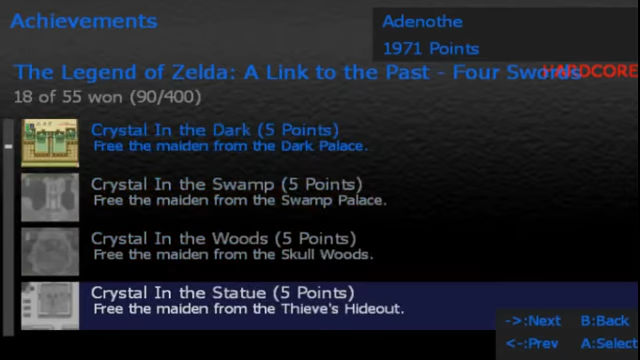 Achievements
Adenothe
1971 Points
The Legend of Zelda: A Link to the Past - Four Swords
HARDCORE
18 of 55 won (90/400)
Crystal In the Dark (5 Points)
Free the maiden from the Dark Palace.
Crystal In the Swamp (5 Points)
Free the maiden from the Swamp Palace.
Crystal In the Woods (5 Points)
Free the maiden from the Skull Woods.
Crystal In the Statue (5 Points)
Free the maiden from the Thieve's Hideout.
->:Next B:Back
<-:Prev A:Select